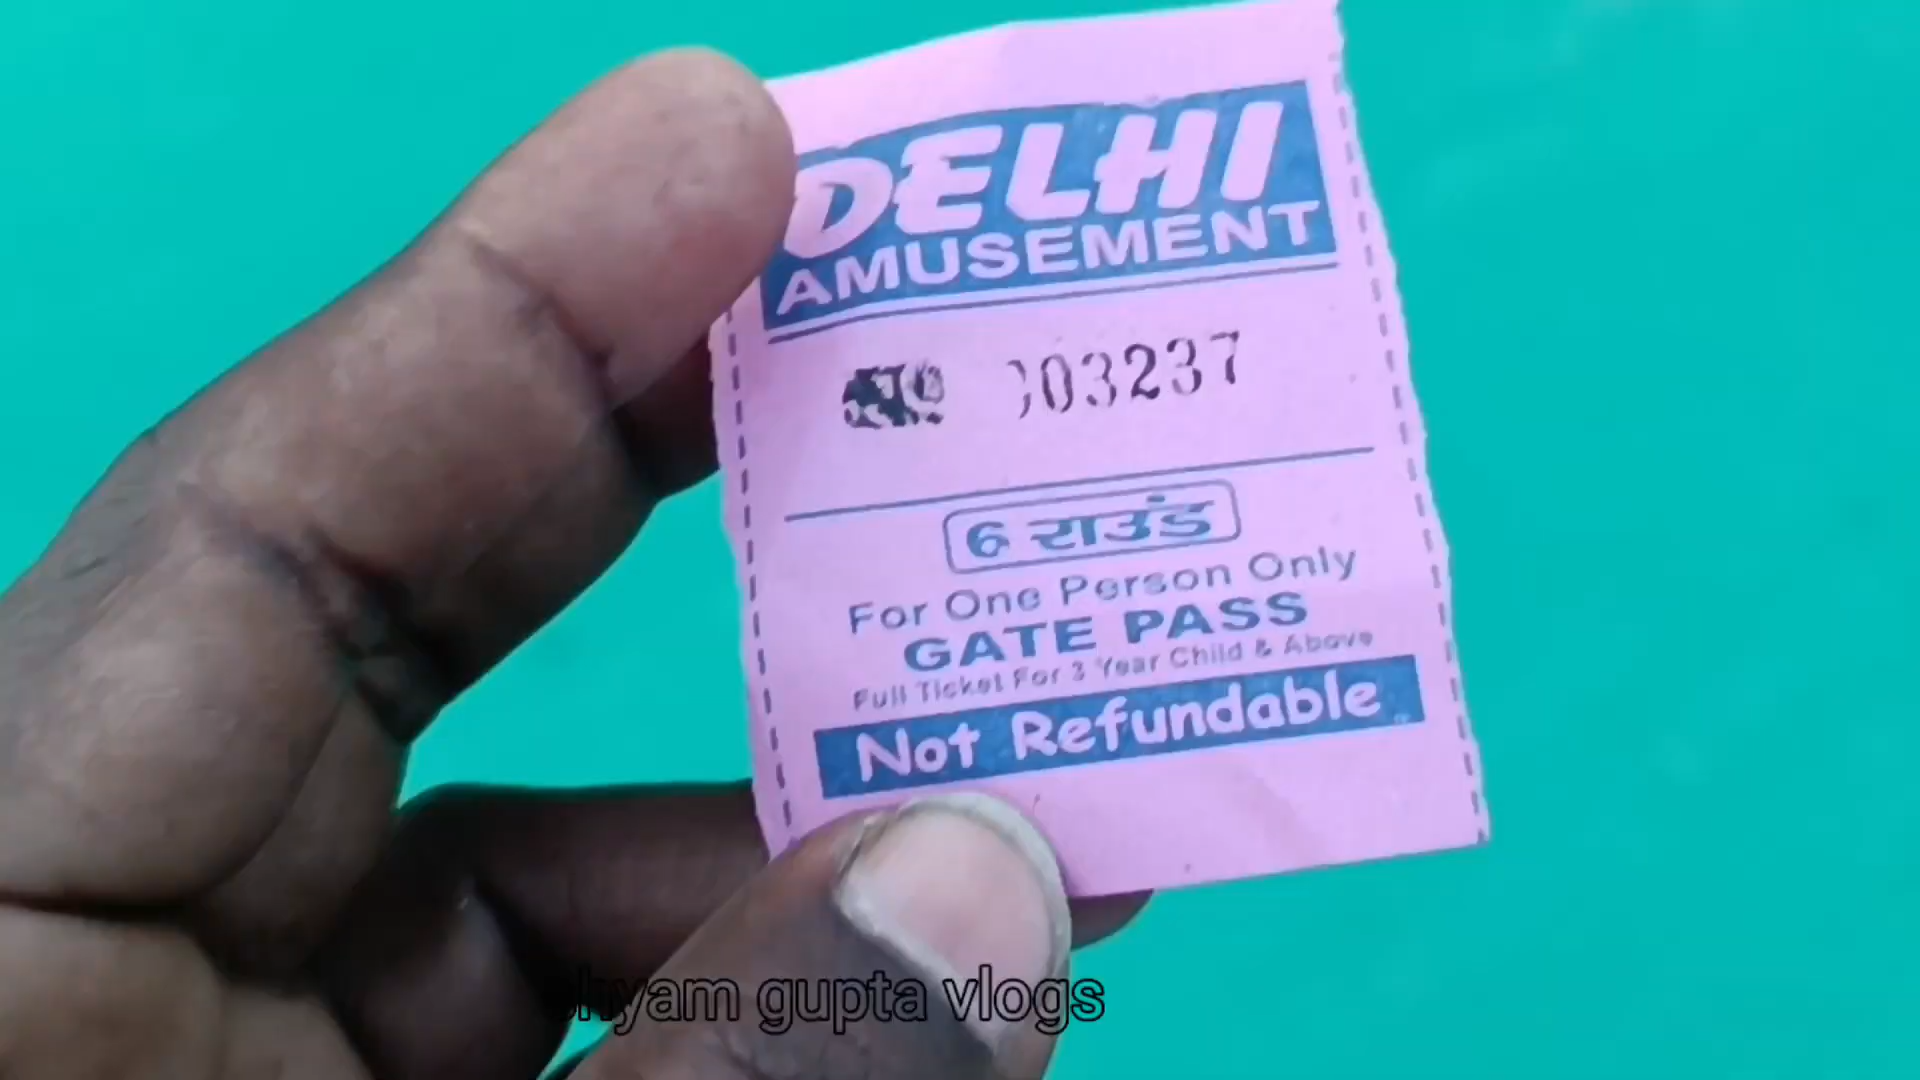 DELHI
AMUSEMENT
03237
6 राउंड
For One Person Only
GATE PASS
Full Ticket For 3 Year Child & Above
Not Refundable
shyam gupta vlogs